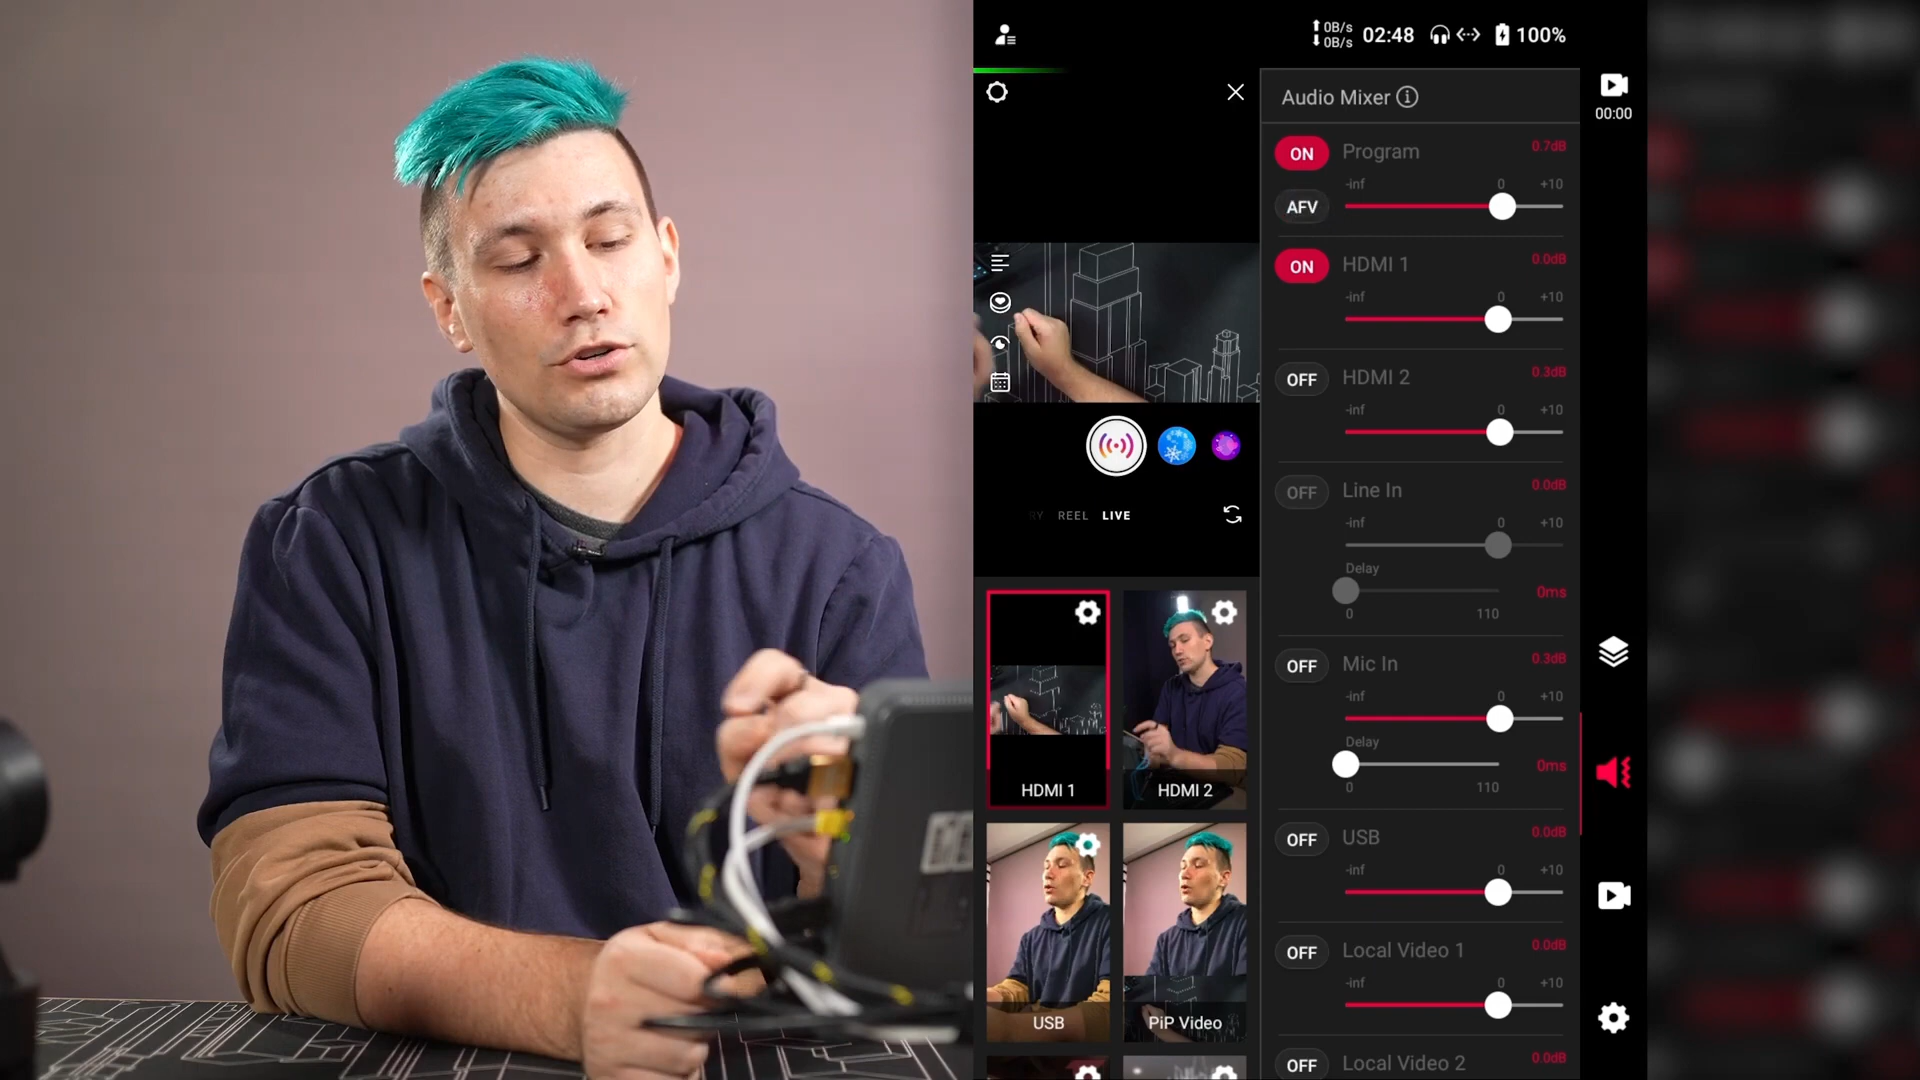 0B/s
0B/s
02:48
100%
Audio Mixer
00:00
ON
Program
0.7dB
-inf 0 +10
AFV
ON
HDMI 1
0.0dB
-inf 0 +10
OFF
HDMI 2
0.3dB
-inf 0 +10
RY REEL LIVE
OFF
Line In
0.0dB
-inf 0 +10
Delay
0ms
0 110
OFF
Mic In
0.3dB
-inf 0 +10
Delay
0ms
0 110
HDMI 1
HDMI 2
OFF
USB
0.0dB
-inf 0 +10
OFF
Local Video 1
0.0dB
-inf 0 +10
USB
PiP Video
OFF
Local Video 2
0.0dB